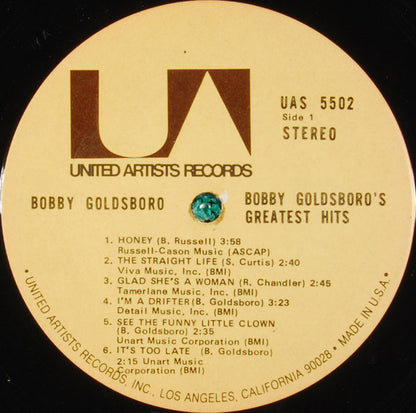 UA
UAS 5502
Side 1
STEREO
UNITED ARTISTS RECORDS
BOBBY GOLDSBORO
BOBBY GOLDSBORO'S
GREATEST HITS
1. HONEY (B. Russell) 3:58
Russell-Cason Music (ASCAP)
2. THE STRAIGHT LIFE (S. Curtis) 2:40
Viva Music, Inc. (BMI)
3. GLAD SHE'S A WOMAN (R. Chandler) 2:45
Tamerlane Music, Inc. (BMI)
4. I'M A DRIFTER (B. Goldsboro) 3:23
Detail Music, Inc. (BMI)
5. SEE THE FUNNY LITTLE CLOWN
(B. Goldsboro) 2:35
Unart Music Corporation (BMI)
6. IT'S TOO LATE (B. Goldsboro)
2:15 Unart Music
Corporation (BMI)
• UNITED ARTISTS RECORDS, INC., LOS ANGELES, CALIFORNIA 90028 • MADE IN U.S.A. •